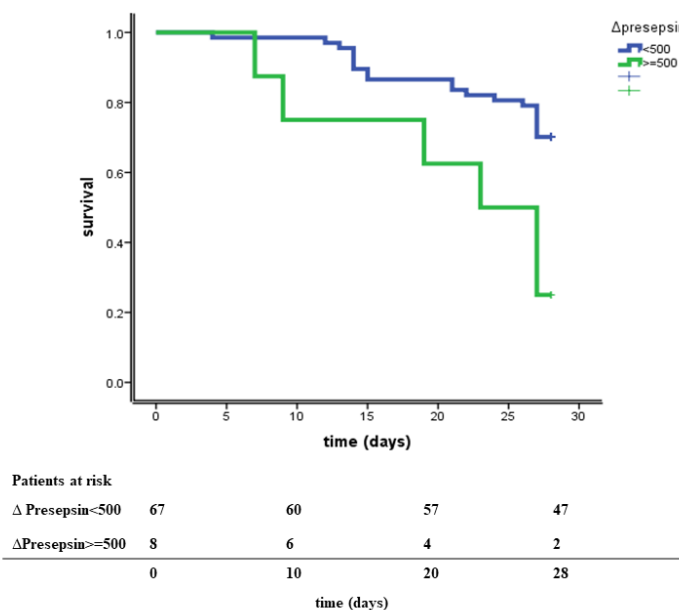 Δpresepsin
<500
>=500
1.0
0.8
0.6
0.4
0.2
0.0
survival
0 5 10 15 20 25 30
time (days)
Patients at risk
Δ Presepsin<500 67 60 57 47
ΔPresepsin>=500 8 6 4 2
0 10 20 28
time (days)